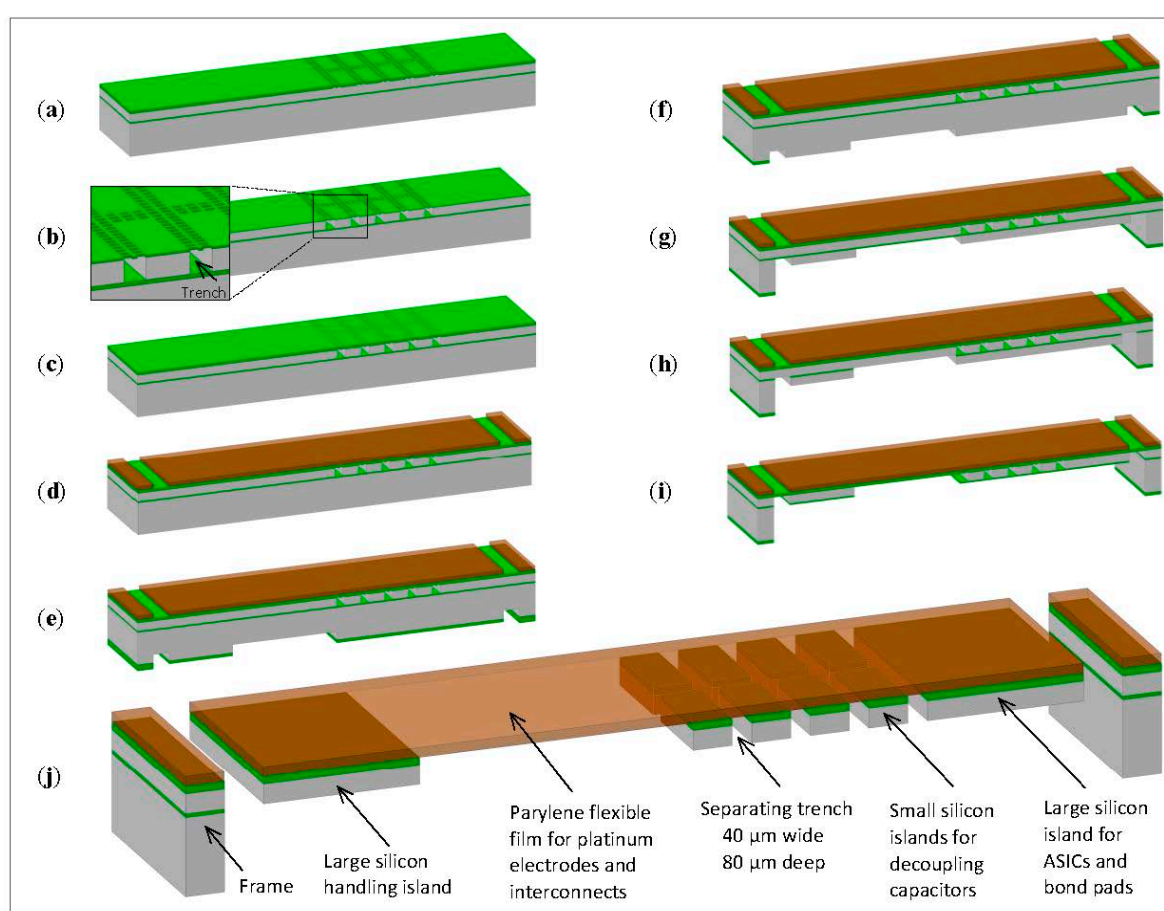 (a)
(b)
Trench
(c)
(d)
(e)
(f)
(g)
(h)
(i)
(j)
Frame
Large silicon
handling island
Parylene flexible
film for platinum
electrodes and
interconnects
Separating trench
40 µm wide
80 µm deep
Small silicon
islands for
decoupling
capacitors
Large silicon
island for
ASICs and
bond pads